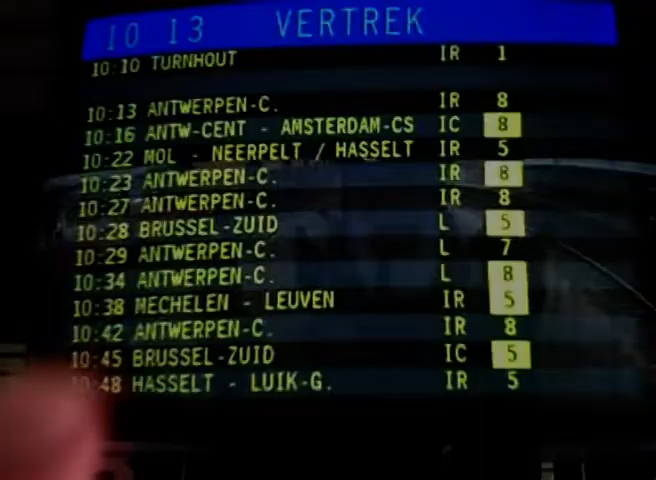 10 13 VERTREK
10:10 TURNHOUT IR 1
10:13 ANTWERPEN-C. IR 8
10:16 ANTW-CENT - AMSTERDAM-CS IC 8
10:22 MOL - NEERPELT / HASSELT IR 5
10:23 ANTWERPEN-C. IR 8
10:27 ANTWERPEN-C. IR 8
10:28 BRUSSEL-ZUID L 5
10:29 ANTWERPEN-C. L 7
10:34 ANTWERPEN-C. L 8
10:38 MECHELEN - LEUVEN IR 5
10:42 ANTWERPEN-C. IR 8
10:45 BRUSSEL-ZUID IC 5
10:48 HASSELT - LUIK-G. IR 5